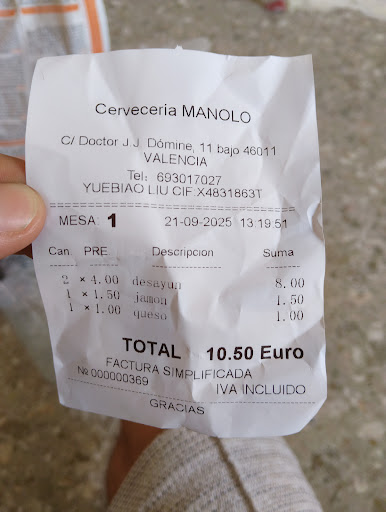 Cerveceria MANOLO
C/ Doctor J.J. Dómine, 11 bajo 46011
VALENCIA
Tel: 693017027
YUEBIAO LIU CIF:X4831863T
MESA: 1 21-09-2025 13:19:51
Can. PRE. Descripcion Suma
2 × 4.00 desayun 8.00
1 × 1.50 jamon 1.50
1 × 1.00 queso 1.00
TOTAL 10.50 Euro
FACTURA SIMPLIFICADA
Nº 000000369 IVA INCLUIDO
GRACIAS